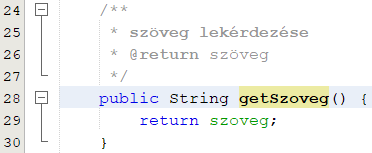 24 /**
25 * szöveg lekérdezése
26 * @return szöveg
27 */
28 public String getSzoveg() {
29 return szoveg;
30 }